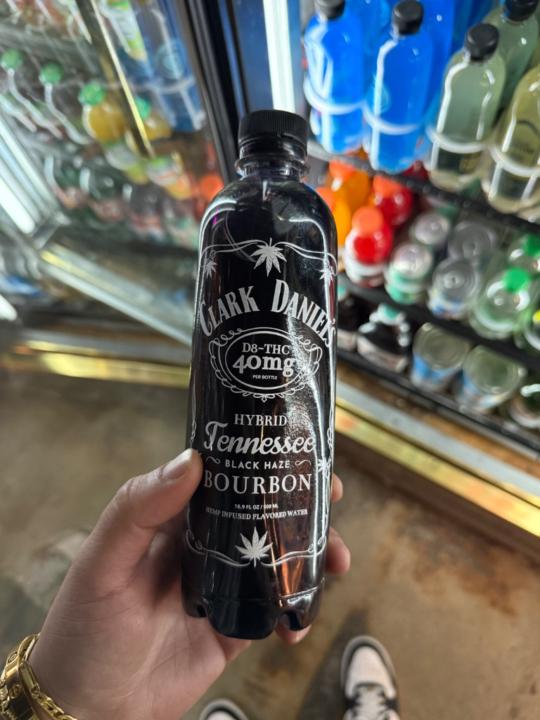 CLARK DANIEL'S
D8-THC
40mg
PER BOTTLE
HYBRID
Tennessee
BLACK HAZE
BOURBON
16.9 FL OZ / 500 ML
HEMP INFUSED FLAVORED WATER